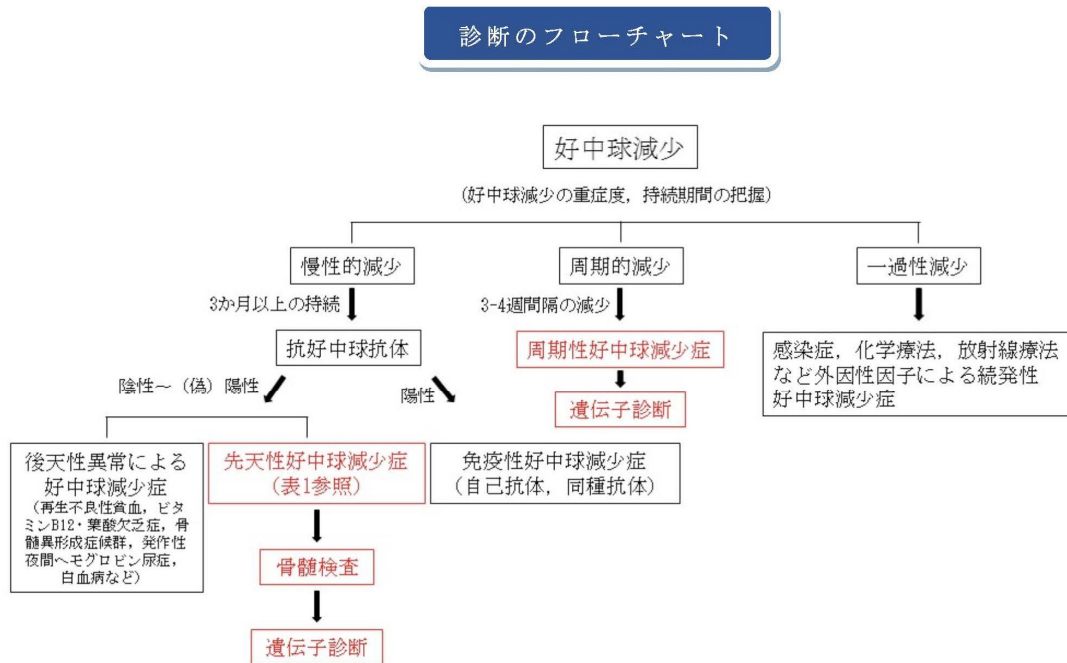 診断のフローチャート
好中球減少
(好中球減少の重症度, 持続期間の把握)
慢性的減少
周期的減少
一過性減少
3か月以上の持続
3-4週間隔の減少
抗好中球抗体
周期性好中球減少症
感染症, 化学療法, 放射線療法
など外因性因子による続発性
好中球減少症
陰性～（偽）陽性
陽性
遺伝子診断
後天性異常による
好中球減少症
（再生不良性貧血, ビタ
ミンB12・葉酸欠乏症, 骨
髄異形成症候群, 発作性
夜間ヘモグロビン尿症,
白血病など）
先天性好中球減少症
(表1参照)
免疫性好中球減少症
(自己抗体, 同種抗体)
骨髄検査
遺伝子診断